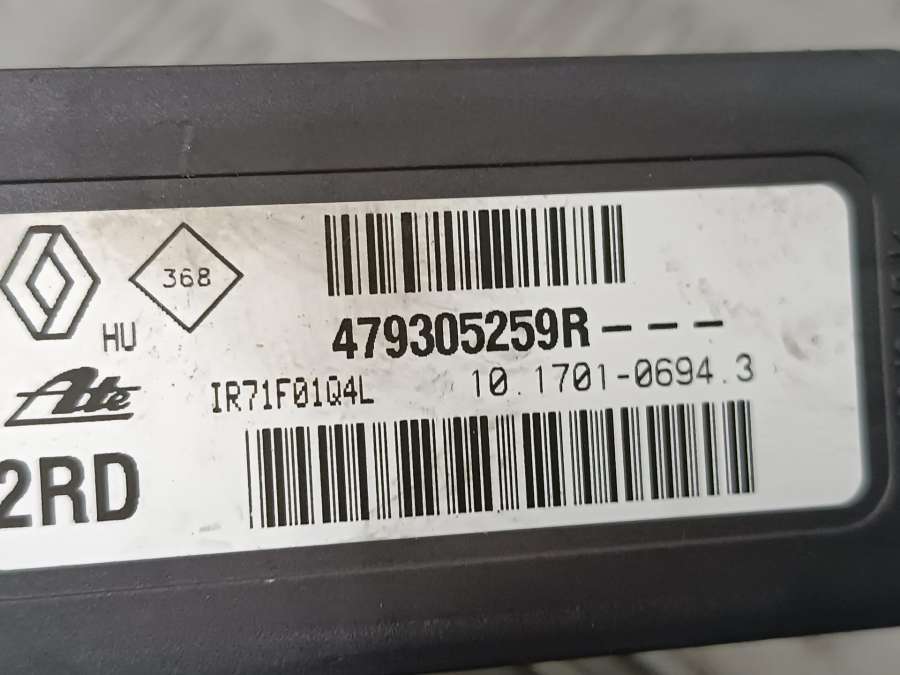 368
HU
479305259R---
Ate
IR71F01Q4L 10.1701-0694.3
2RD